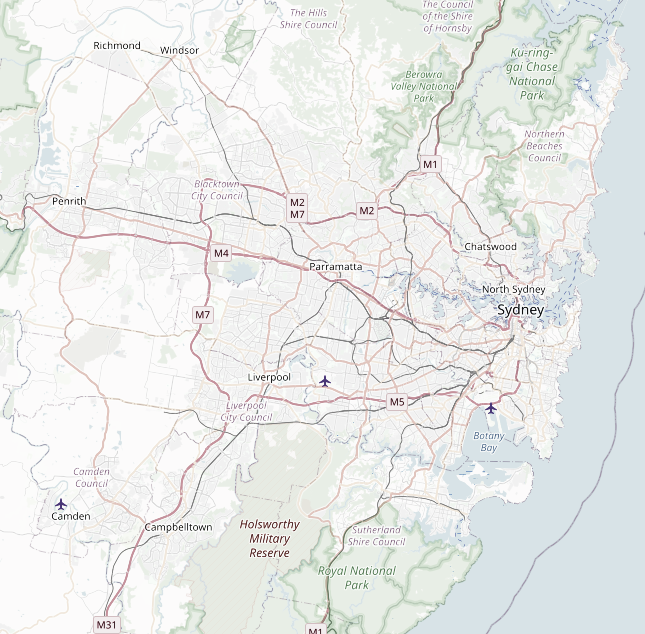 The Hills
Shire Council
The Council
of the Shire
of Hornsby
Richmond
Windsor
Ku-ring-
gai Chase
National
Park
Berowra
Valley National
Park
Northern
Beaches
Council
M1
Blacktown
City Council
Penrith
M2
M7
M2
Chatswood
M4
Parramatta
North Sydney
Sydney
M7
Liverpool
M5
Liverpool
City Council
Botany
Bay
Camden
Council
Camden
Campbelltown
Holsworthy
Military
Reserve
Sutherland
Shire Council
Royal National
Park
M31
M1